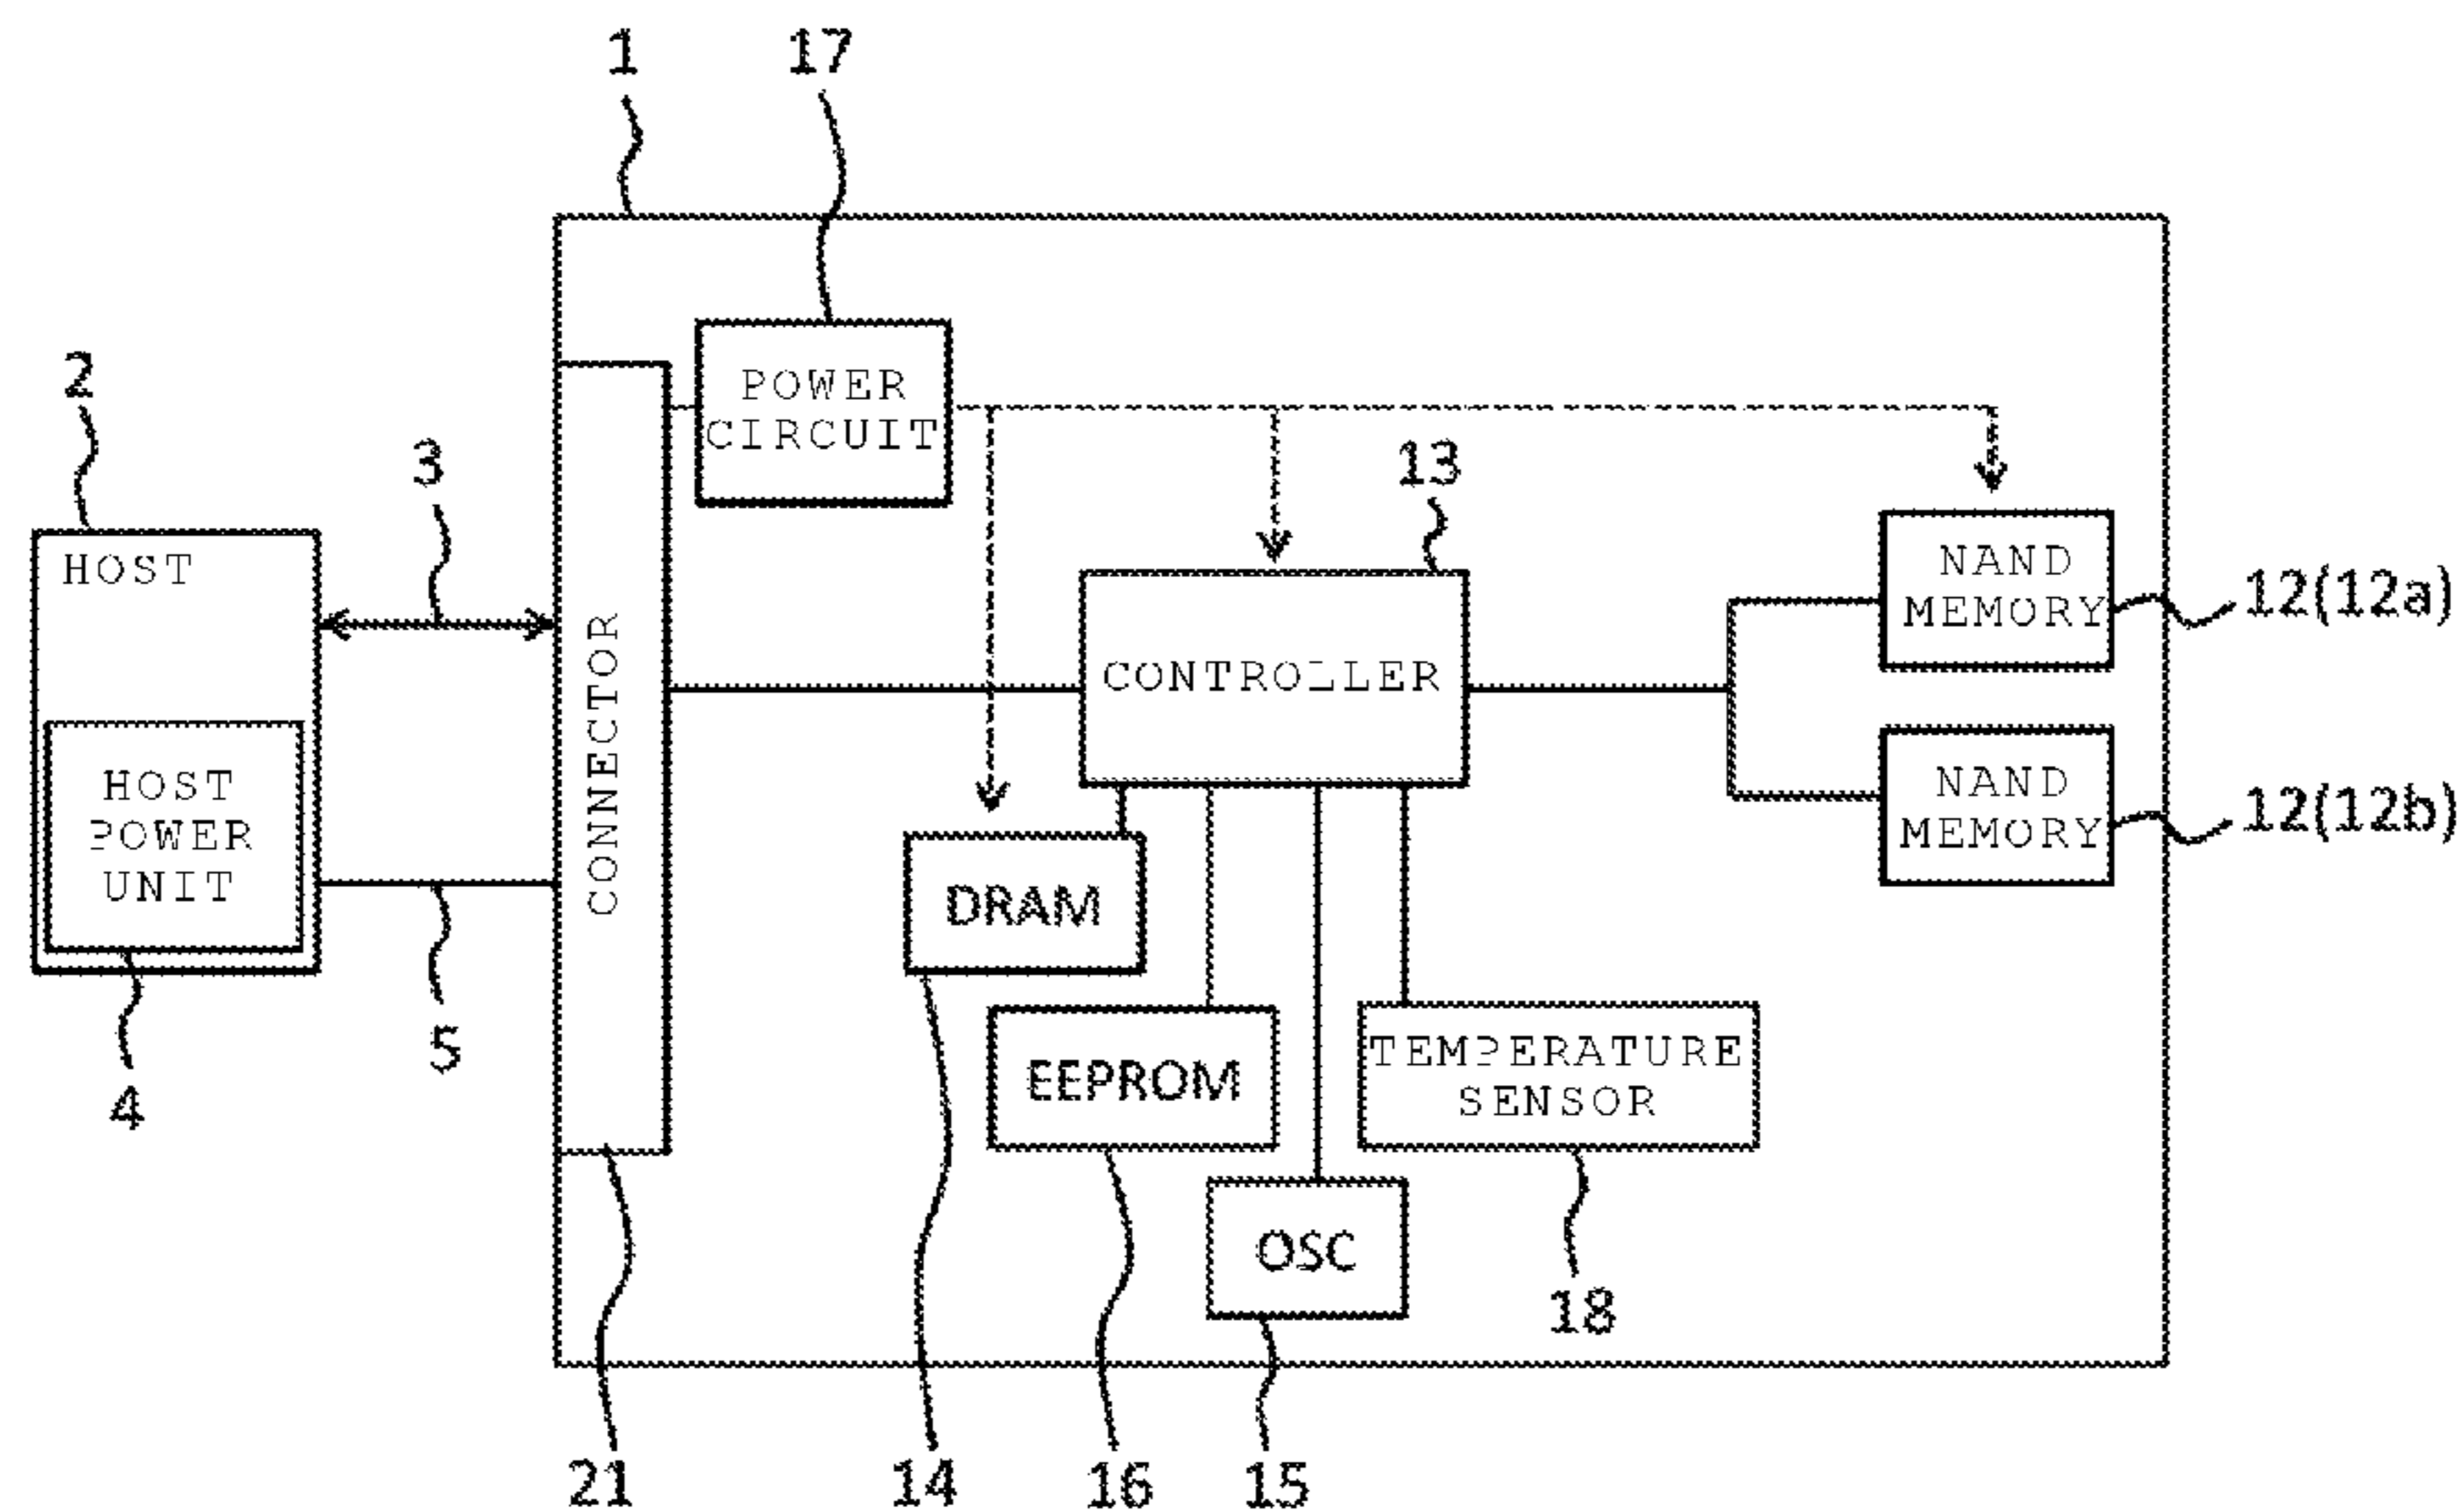 1
17
2
3
POWER
CIRCUIT
13
HOST
NAND
MEMORY
12(12a)
CONNECTOR
CONTROLLER
HOST
POWER
UNIT
NAND
MEMORY
12(12b)
DRAM
5
4
EEPROM
TEMPERATURE
SENSOR
OSC
18
21
14
16
15